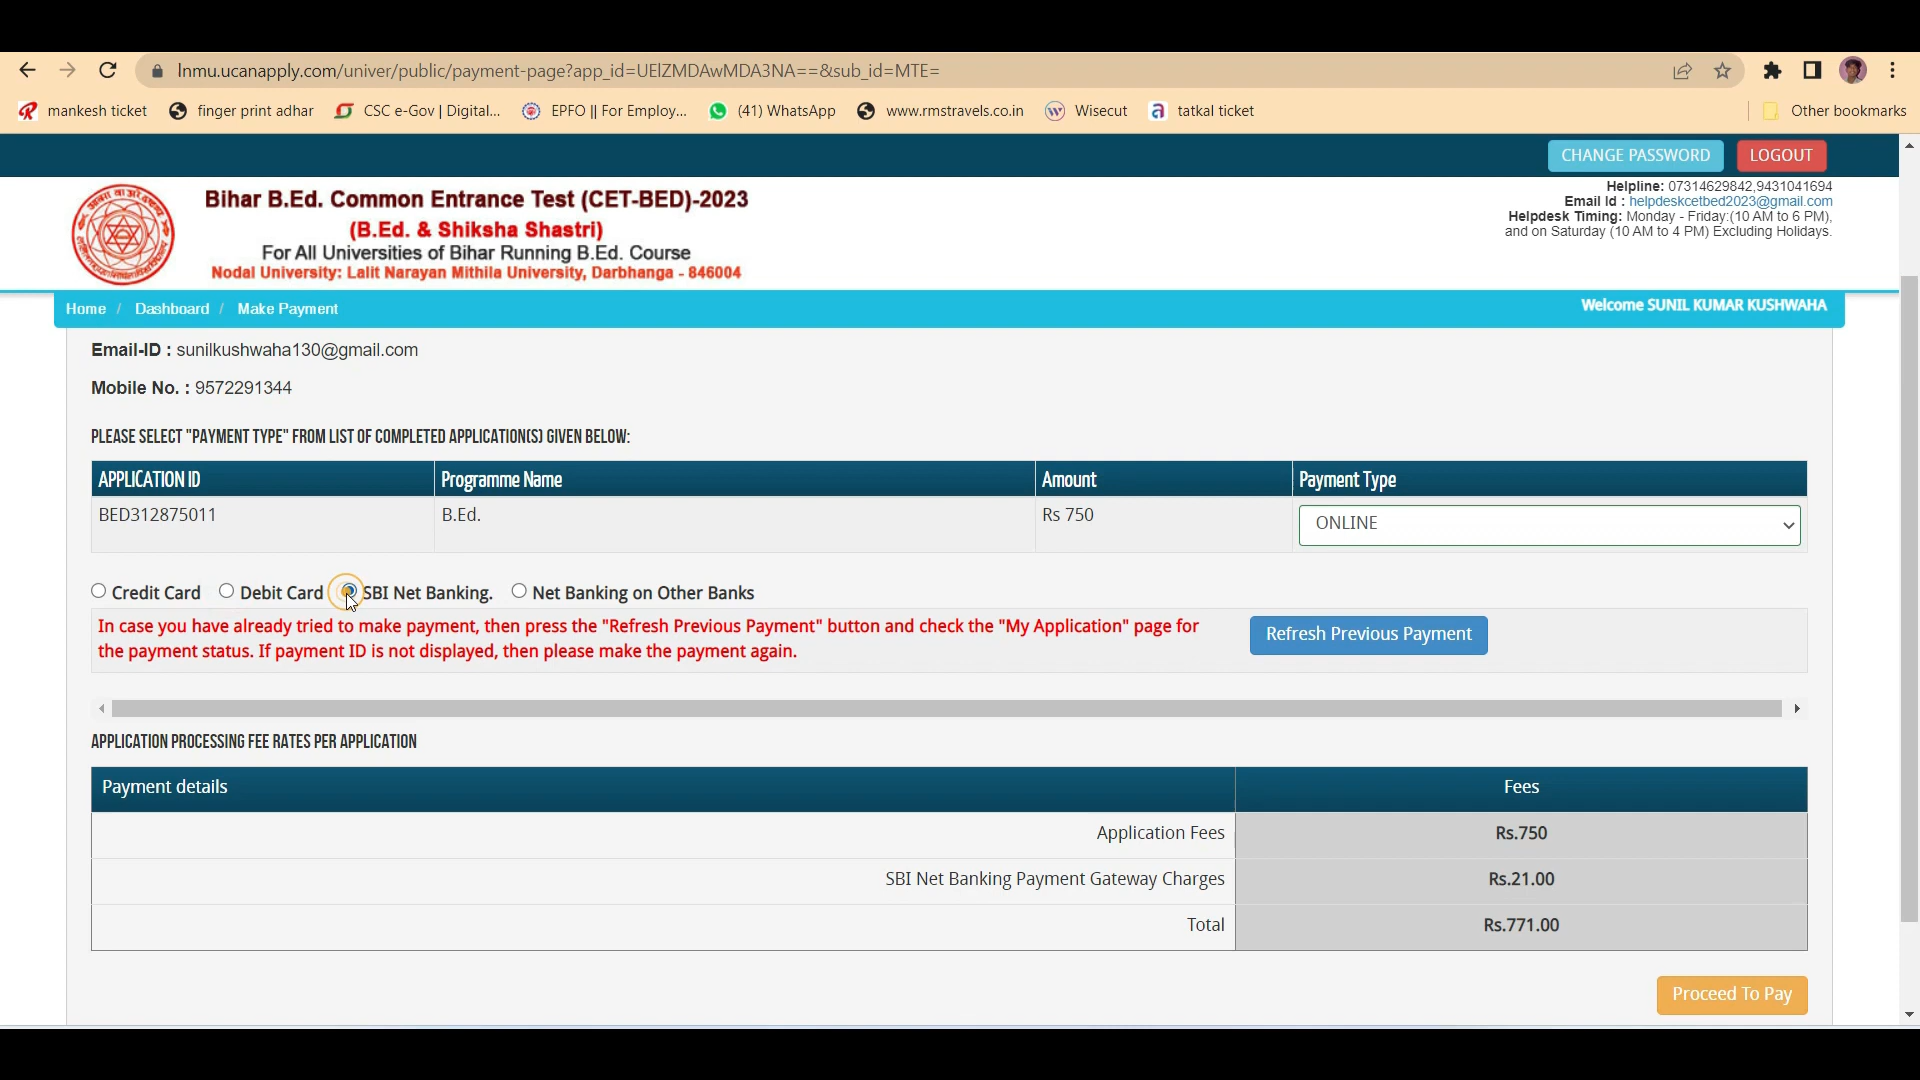 lnmu.ucanapply.com/univer/public/payment-page?app_id=UElZMDAwMDA3NA==&sub_id=MTE=
mankesh ticket
finger print adhar
CSC e-Gov | Digital...
EPFO || For Employ...
(41) WhatsApp
www.rmstravels.co.in
Wisecut
tatkal ticket
Other bookmarks
CHANGE PASSWORD
LOGOUT
Bihar B.Ed. Common Entrance Test (CET-BED)-2023
(B.Ed. & Shiksha Shastri)
For All Universities of Bihar Running B.Ed. Course
Nodal University: Lalit Narayan Mithila University, Darbhanga - 846004
Helpline: 07314629842,9431041694
Email Id : helpdeskcetbed2023@gmail.com
Helpdesk Timing: Monday - Friday:(10 AM to 6 PM),
and on Saturday (10 AM to 4 PM) Excluding Holidays.
Home / Dashboard / Make Payment
Welcome SUNIL KUMAR KUSHWAHA
Email-ID : sunilkushwaha130@gmail.com
Mobile No. : 9572291344
PLEASE SELECT "PAYMENT TYPE" FROM LIST OF COMPLETED APPLICATION(S) GIVEN BELOW:
APPLICATION ID Programme Name Amount Payment Type
BED312875011 B.Ed. Rs 750 ONLINE
Credit Card Debit Card SBI Net Banking. Net Banking on Other Banks
In case you have already tried to make payment, then press the "Refresh Previous Payment" button and check the "My Application" page for
the payment status. If payment ID is not displayed, then please make the payment again.
Refresh Previous Payment
APPLICATION PROCESSING FEE RATES PER APPLICATION
Payment details Fees
Application Fees Rs.750
SBI Net Banking Payment Gateway Charges Rs.21.00
Total Rs.771.00
Proceed To Pay